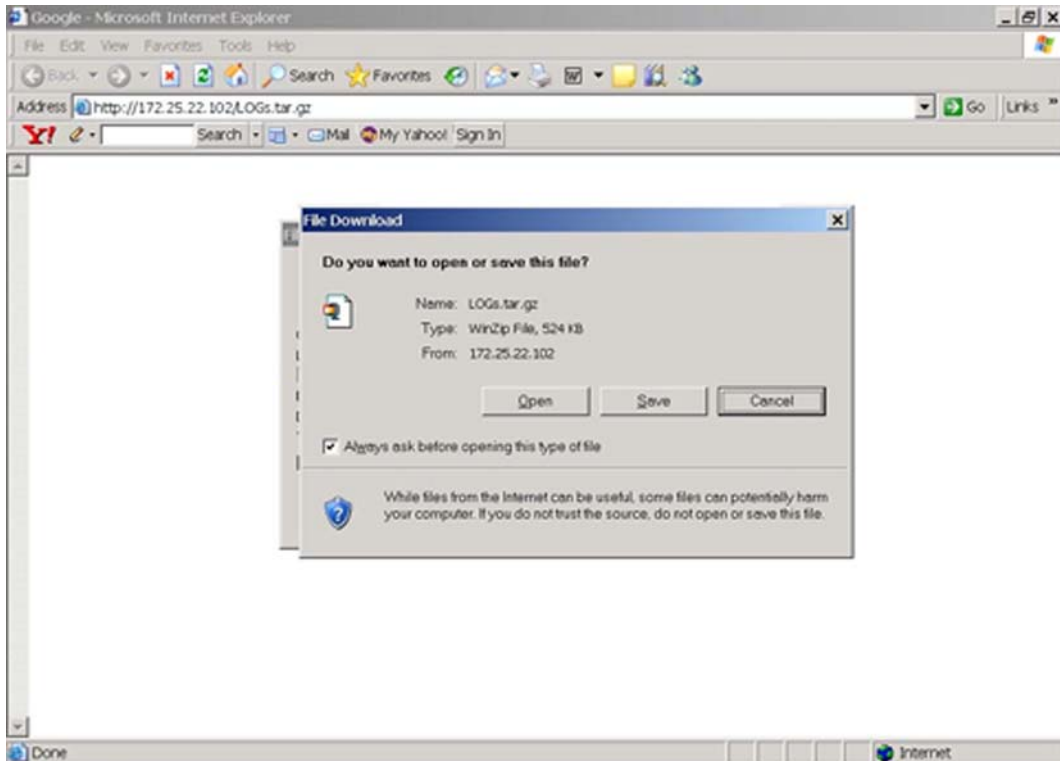 Google - Microsoft Internet Explorer
File Edit View Favorites Tools Help
Back Search Favorites
Address http://172.25.22.102/LOGs.tar.gz Go Links »
Y! Search Mail My Yahoo! Sign In
File Download
Do you want to open or save this file?
Name: LOGs.tar.gz
Type: WinZip File, 524 KB
From: 172.25.22.102
Open Save Cancel
Always ask before opening this type of file
While files from the Internet can be useful, some files can potentially harm
your computer. If you do not trust the source, do not open or save this file.
Done Internet